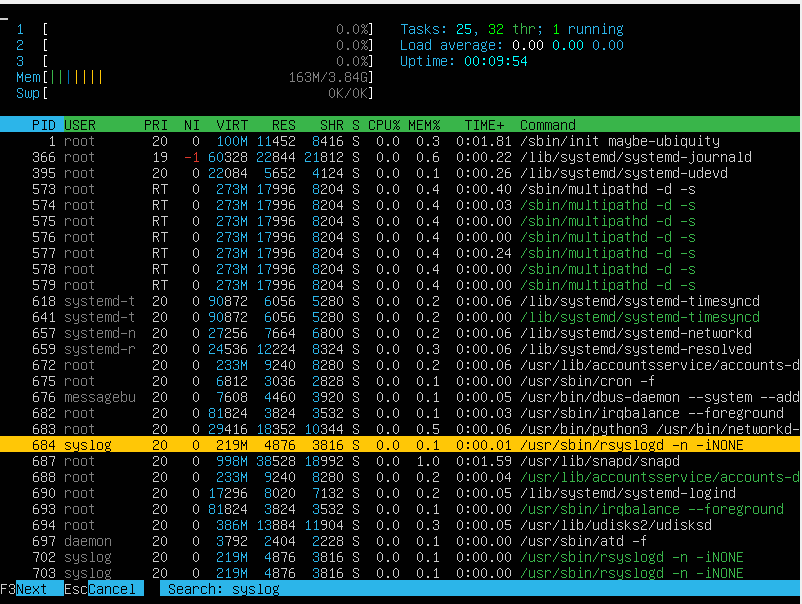 1 [ 0.0%] Tasks: 25, 32 thr; 1 running
2 [ 0.0%] Load average: 0.00 0.00 0.00
3 [ 0.0%] Uptime: 00:09:54
Mem[||||||| 163M/3.84G]
Swp[ 0K/0K]
PID USER PRI NI VIRT RES SHR S CPU% MEM% TIME+ Command
1 root 20 0 100M 11452 8416 S 0.0 0.3 0:01.81 /sbin/init maybe-ubiquity
366 root 19 -1 60328 22844 21812 S 0.0 0.6 0:00.22 /lib/systemd/systemd-journald
395 root 20 0 22084 5652 4124 S 0.0 0.1 0:00.26 /lib/systemd/systemd-udevd
573 root RT 0 273M 17996 8204 S 0.0 0.4 0:00.40 /sbin/multipathd -d -s
574 root RT 0 273M 17996 8204 S 0.0 0.4 0:00.03 /sbin/multipathd -d -s
575 root RT 0 273M 17996 8204 S 0.0 0.4 0:00.00 /sbin/multipathd -d -s
576 root RT 0 273M 17996 8204 S 0.0 0.4 0:00.00 /sbin/multipathd -d -s
577 root RT 0 273M 17996 8204 S 0.0 0.4 0:00.24 /sbin/multipathd -d -s
578 root RT 0 273M 17996 8204 S 0.0 0.4 0:00.00 /sbin/multipathd -d -s
579 root RT 0 273M 17996 8204 S 0.0 0.4 0:00.00 /sbin/multipathd -d -s
618 systemd-t 20 0 90872 6056 5280 S 0.0 0.2 0:00.06 /lib/systemd/systemd-timesyncd
641 systemd-t 20 0 90872 6056 5280 S 0.0 0.2 0:00.00 /lib/systemd/systemd-timesyncd
657 systemd-n 20 0 27256 7664 6800 S 0.0 0.2 0:00.06 /lib/systemd/systemd-networkd
659 systemd-r 20 0 24536 12224 8324 S 0.0 0.3 0:00.06 /lib/systemd/systemd-resolved
672 root 20 0 233M 9240 8280 S 0.0 0.2 0:00.06 /usr/lib/accountsservice/accounts-d
675 root 20 0 6812 3036 2828 S 0.0 0.1 0:00.00 /usr/sbin/cron -f
676 messagebu 20 0 7608 4460 3920 S 0.0 0.1 0:00.05 /usr/bin/dbus-daemon --system --add
682 root 20 0 81824 3824 3532 S 0.0 0.1 0:00.03 /usr/sbin/irqbalance --foreground
683 root 20 0 29416 18352 10344 S 0.0 0.5 0:00.06 /usr/bin/python3 /usr/bin/networkd-
684 syslog 20 0 219M 4876 3816 S 0.0 0.1 0:00.01 /usr/sbin/rsyslogd -n -iNONE
687 root 20 0 998M 38528 18992 S 0.0 1.0 0:01.59 /usr/lib/snapd/snapd
688 root 20 0 233M 9240 8280 S 0.0 0.2 0:00.04 /usr/lib/accountsservice/accounts-d
690 root 20 0 17296 8020 7132 S 0.0 0.2 0:00.06 /lib/systemd/systemd-logind
693 root 20 0 81824 3824 3532 S 0.0 0.1 0:00.00 /usr/sbin/irqbalance --foreground
694 root 20 0 386M 13884 11904 S 0.0 0.3 0:00.05 /usr/lib/udisks2/udisksd
697 daemon 20 0 3792 2404 2228 S 0.0 0.1 0:00.00 /usr/sbin/atd -f
702 syslog 20 0 219M 4876 3816 S 0.0 0.1 0:00.00 /usr/sbin/rsyslogd -n -iNONE
703 syslog 20 0 219M 4876 3816 S 0.0 0.1 0:00.00 /usr/sbin/rsyslogd -n -iNONE
F3Next EscCancel Search: syslog